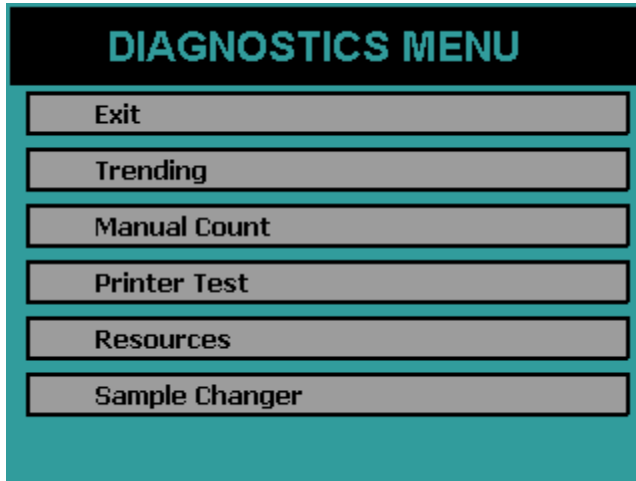 DIAGNOSTICS MENU
Exit
Trending
Manual Count
Printer Test
Resources
Sample Changer